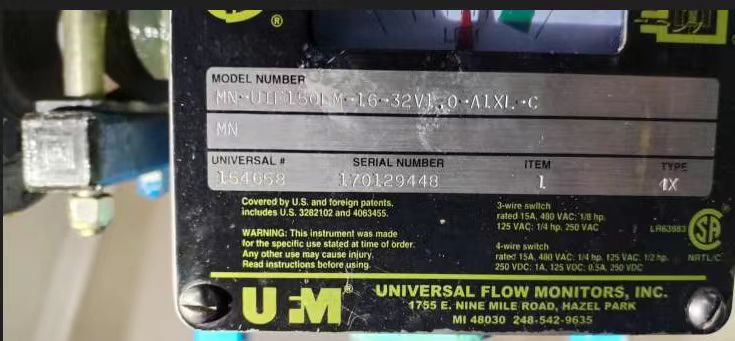 ®
MODEL NUMBER
MN-U1F150LM-16-32V1.0-A1XL-C
MN
UNIVERSAL # SERIAL NUMBER ITEM TYPE
154658 170129448 1 4X
Covered by U.S. and foreign patents,
includes U.S. 3282102 and 4063455.
WARNING: This instrument was made
for the specific use stated at time of order.
Any other use may cause injury.
Read instructions before using.
3-wire switch
rated 15A, 480 VAC: 1/8 hp.
125 VAC: 1/4 hp, 250 VAC
4-wire switch
rated 15A, 480 VAC: 1/4 hp. 125 VAC: 1/2 hp.
250 VDC: 1A, 125 VDC: 0.5A, 250 VDC
LR63983
NRTL/C
UFM®
UNIVERSAL FLOW MONITORS, INC.
1755 E. NINE MILE ROAD, HAZEL PARK
MI 48030 248-542-9635